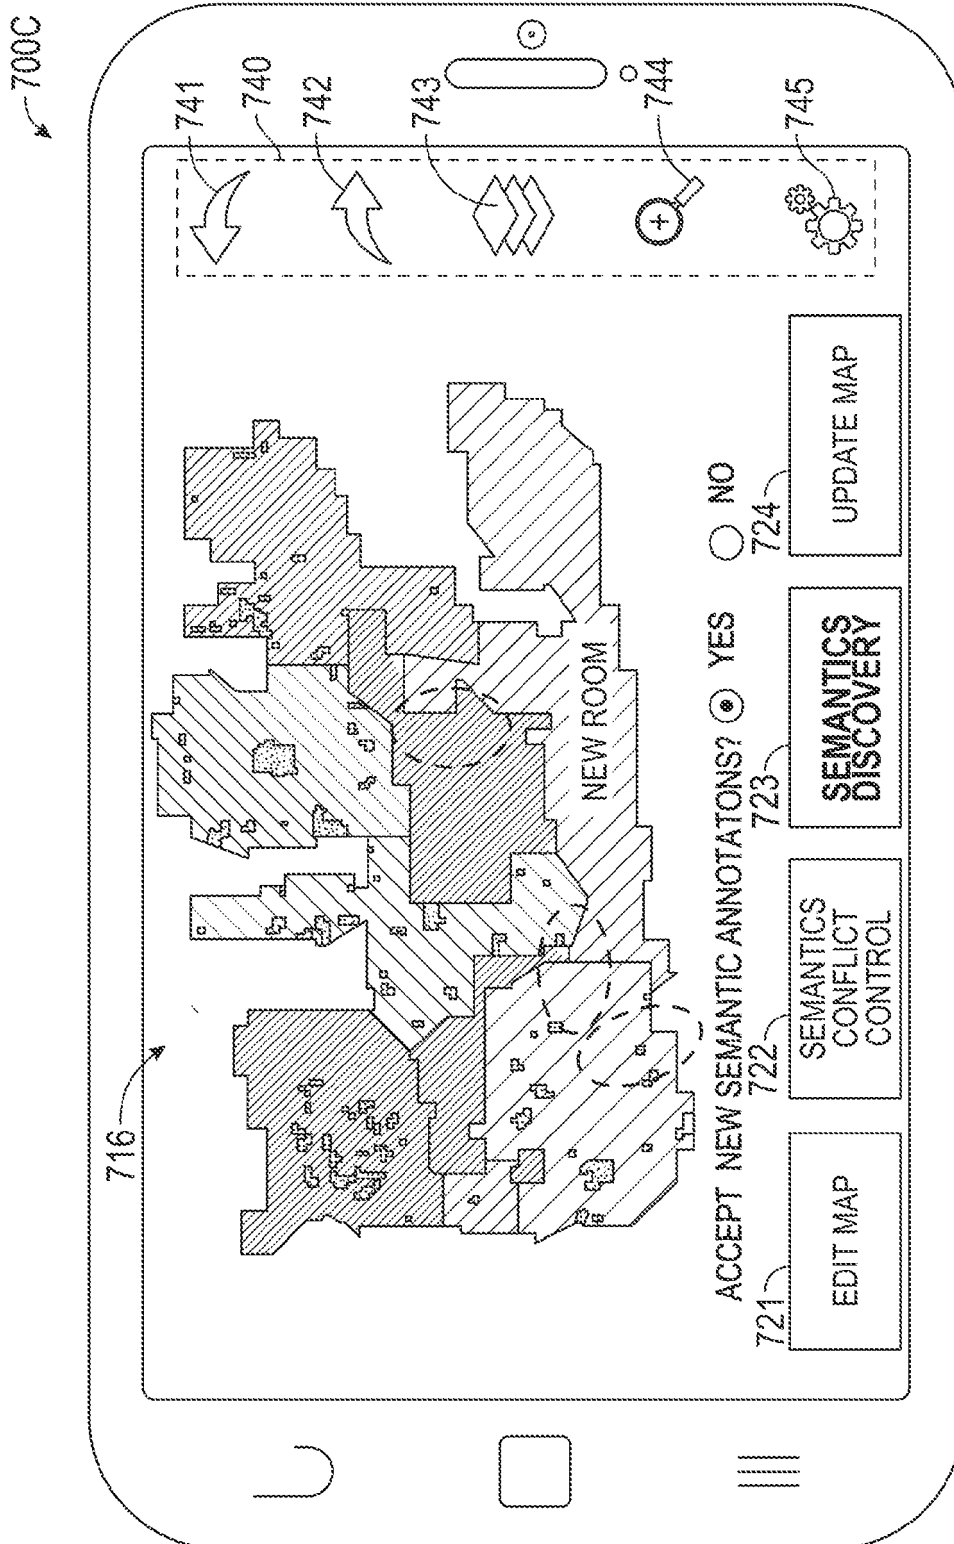 700C
716
741
740
742
743
744
745
NEW ROOM
ACCEPT NEW SEMANTIC ANNOTATONS? YES NO
721
722
723
724
EDIT MAP
SEMANTICS
CONFLICT
CONTROL
SEMANTICS
DISCOVERY
UPDATE MAP